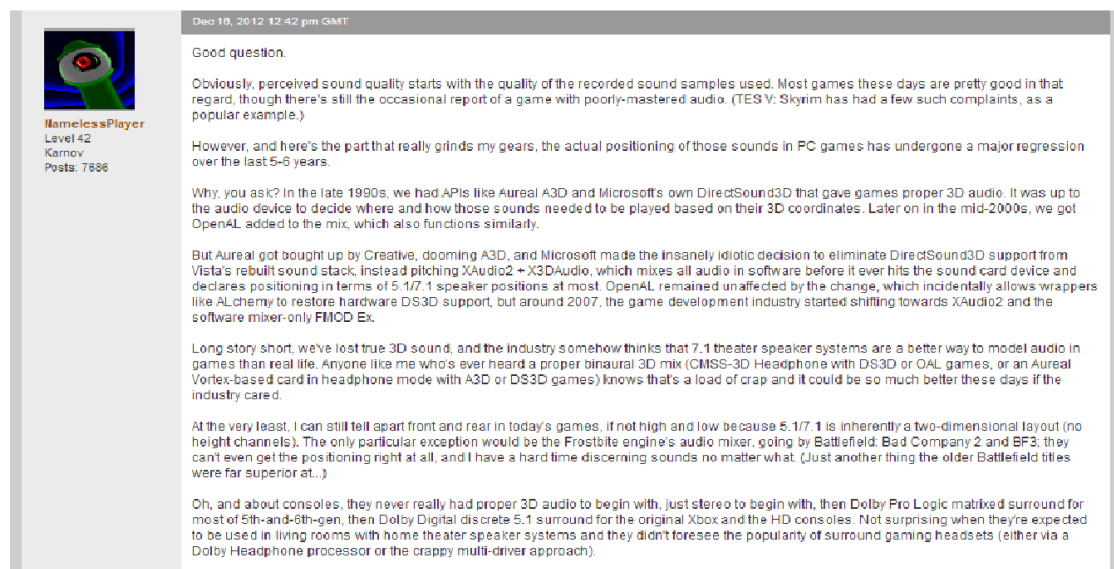 Dec 16, 2012 12:42 pm GMT
NamelessPlayer
Level 42
Karnov
Posts: 7686
Good question.
Obviously, perceived sound quality starts with the quality of the recorded sound samples used. Most games these days are pretty good in that
regard, though there's still the occasional report of a game with poorly-mastered audio. (TES V: Skyrim has had a few such complaints, as a
popular example.)
However, and here's the part that really grinds my gears, the actual positioning of those sounds in PC games has undergone a major regression
over the last 5-6 years.
Why, you ask? In the late 1990s, we had APIs like Aureal A3D and Microsoft's own DirectSound3D that gave games proper 3D audio. It was up to
the audio device to decide where and how those sounds needed to be played based on their 3D coordinates. Later on in the mid-2000s, we got
OpenAL added to the mix, which also functions similarly.
But Aureal got bought up by Creative, dooming A3D, and Microsoft made the insanely idiotic decision to eliminate DirectSound3D support from
Vista's rebuilt sound stack, instead pitching XAudio2 + X3DAudio, which mixes all audio in software before it ever hits the sound card device and
declares positioning in terms of 5.1/7.1 speaker positions at most. OpenAL remained unaffected by the change, which incidentally allows wrappers
like ALchemy to restore hardware DS3D support, but around 2007, the game development industry started shifting towards XAudio2 and the
software mixer-only FMOD Ex.
Long story short, we've lost true 3D sound, and the industry somehow thinks that 7.1 theater speaker systems are a better way to model audio in
games than real life. Anyone like me who's ever heard a proper binaural 3D mix (CMSS-3D Headphone with DS3D or OAL games, or an Aureal
Vortex-based card in headphone mode with A3D or DS3D games) knows that's a load of crap and it could be so much better these days if the
industry cared.
At the very least, I can still tell apart front and rear in today's games, if not high and low because 5.1/7.1 is inherently a two-dimensional layout (no
height channels). The only particular exception would be the Frostbite engine's audio mixer, going by Battlefield: Bad Company 2 and BF3; they
can't even get the positioning right at all, and I have a hard time discerning sounds no matter what. (Just another thing the older Battlefield titles
were far superior at...)
Oh, and about consoles, they never really had proper 3D audio to begin with, just stereo to begin with, then Dolby Pro Logic matrixed surround for
most of 5th-and-6th-gen, then Dolby Digital discrete 5.1 surround for the original Xbox and the HD consoles. Not surprising when they're expected
to be used in living rooms with home theater speaker systems and they didn't foresee the popularity of surround gaming headsets (either via a
Dolby Headphone processor or the crappy multi-driver approach).